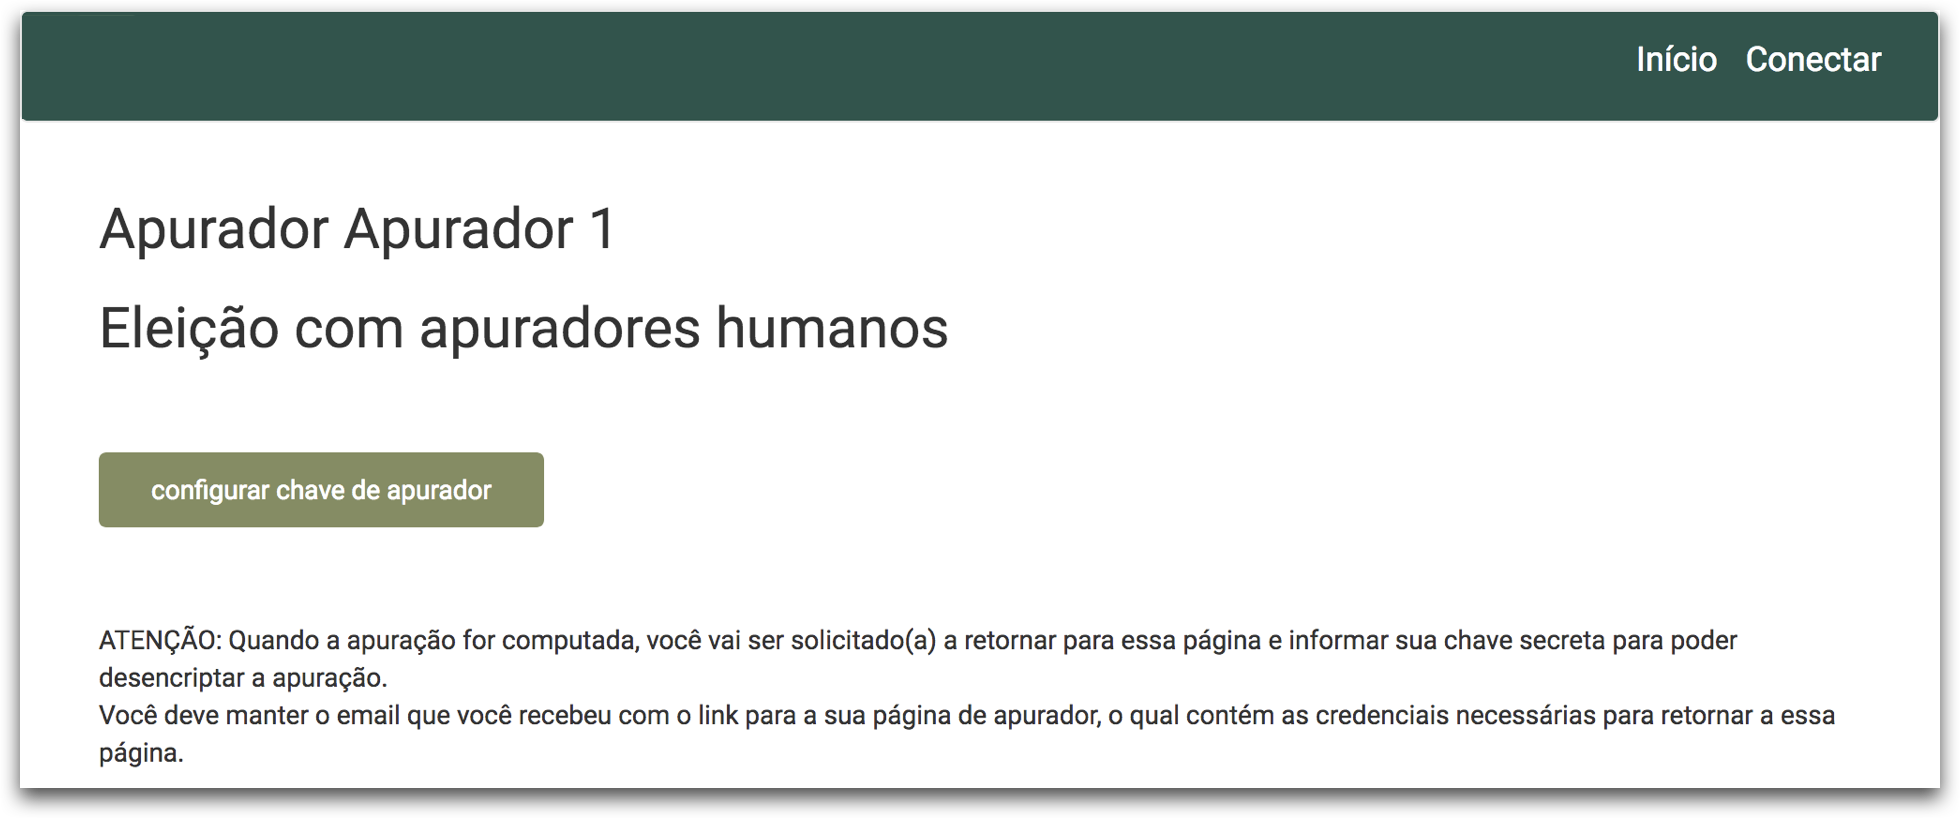 Início Conectar
Apurador Apurador 1
Eleição com apuradores humanos
configurar chave de apurador
ATENÇÃO: Quando a apuração for computada, você vai ser solicitado(a) a retornar para essa página e informar sua chave secreta para poder
desencriptar a apuração.
Você deve manter o email que você recebeu com o link para a sua página de apurador, o qual contém as credenciais necessárias para retornar a essa
página.